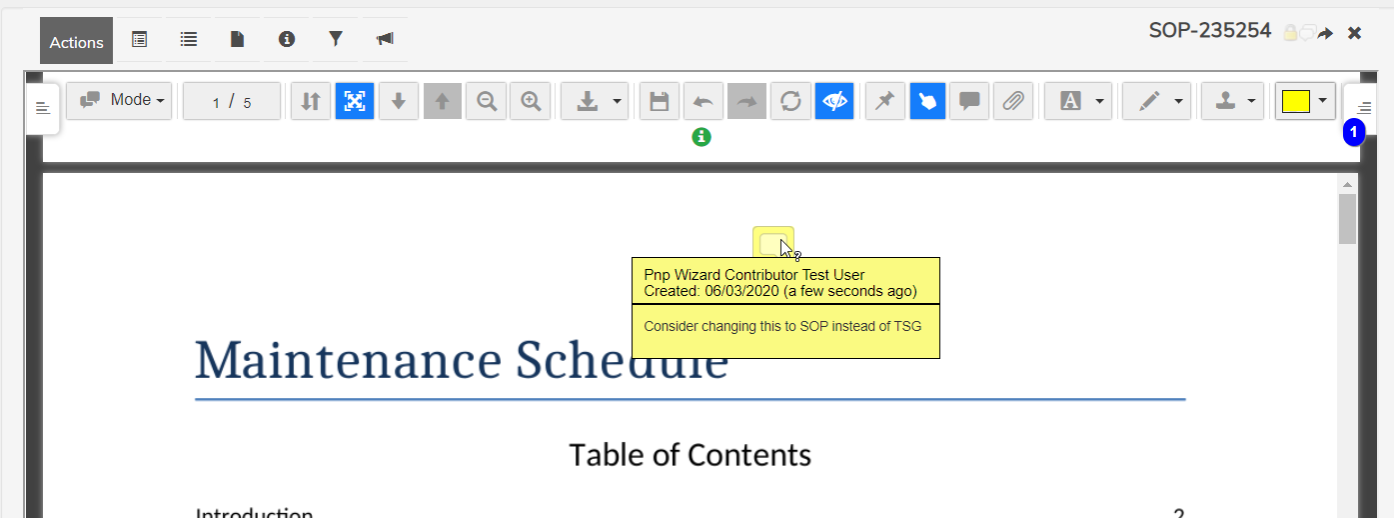 Actions
SOP-235254
Mode
1 / 5
A
1
Pnp Wizard Contributor Test User
Created: 06/03/2020 (a few seconds ago)
Consider changing this to SOP instead of TSG
Maintenance Schedule
Table of Contents
Introduction 2